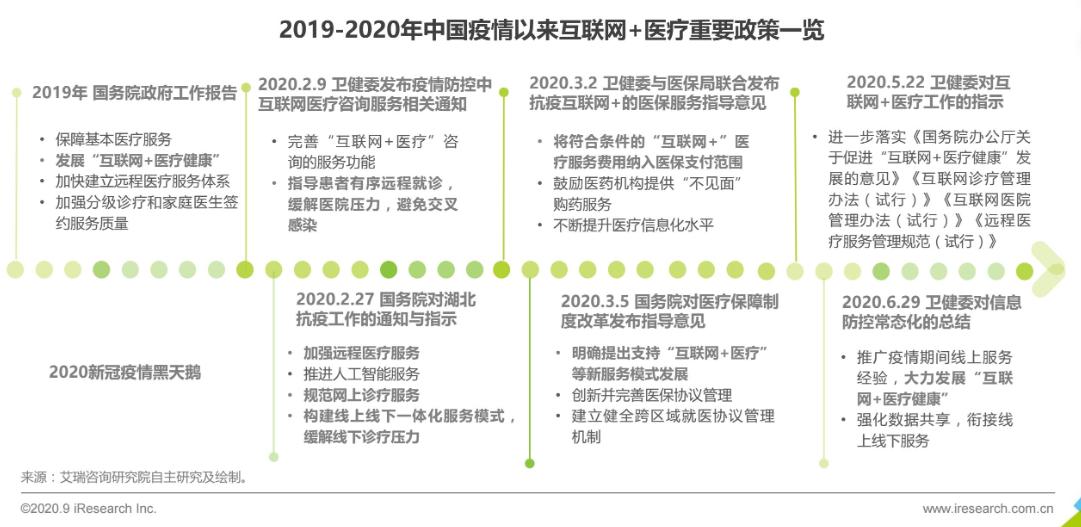 2019-2020年中国疫情以来互联网+医疗重要政策一览
2019年 国务院政府工作报告
• 保障基本医疗服务
• 发展“互联网+医疗健康”
• 加快建立远程医疗服务体系
• 加强分级诊疗和家庭医生签
约服务质量
2020.2.9 卫健委发布疫情防控中
互联网医疗咨询服务相关通知
• 完善“互联网+医疗”咨
询的服务功能
• 指导患者有序远程就诊，
缓解医院压力，避免交叉
感染
2020.3.2 卫健委与医保局联合发布
抗疫互联网+的医保服务指导意见
• 将符合条件的“互联网+”医
疗服务费用纳入医保支付范围
• 鼓励医药机构提供“不见面”
购药服务
• 不断提升医疗信息化水平
2020.5.22 卫健委对互
联网+医疗工作的指示
• 进一步落实《国务院办公厅关
于促进“互联网+医疗健康”发
展的意见》《互联网诊疗管理
办法（试行）》《互联网医院
管理办法（试行）》《远程医
疗服务管理规范（试行）》
2020新冠疫情黑天鹅
2020.2.27 国务院对湖北
抗疫工作的通知与指示
• 加强远程医疗服务
• 推进人工智能服务
• 规范网上诊疗服务
• 构建线上线下一体化服务模式，
缓解线下诊疗压力
2020.3.5 国务院对医疗保障制
度改革发布指导意见
• 明确提出支持“互联网+医疗”
等新服务模式发展
• 创新并完善医保协议管理
• 建立健全跨区域就医协议管理
机制
2020.6.29 卫健委对信息
防控常态化的总结
• 推广疫情期间线上服务
经验，大力发展“互联
网+医疗健康”
• 强化数据共享，衔接线
上线下服务
来源：艾瑞咨询研究院自主研究及绘制。
©2020.9 iResearch Inc.
www.iresearch.com.cn